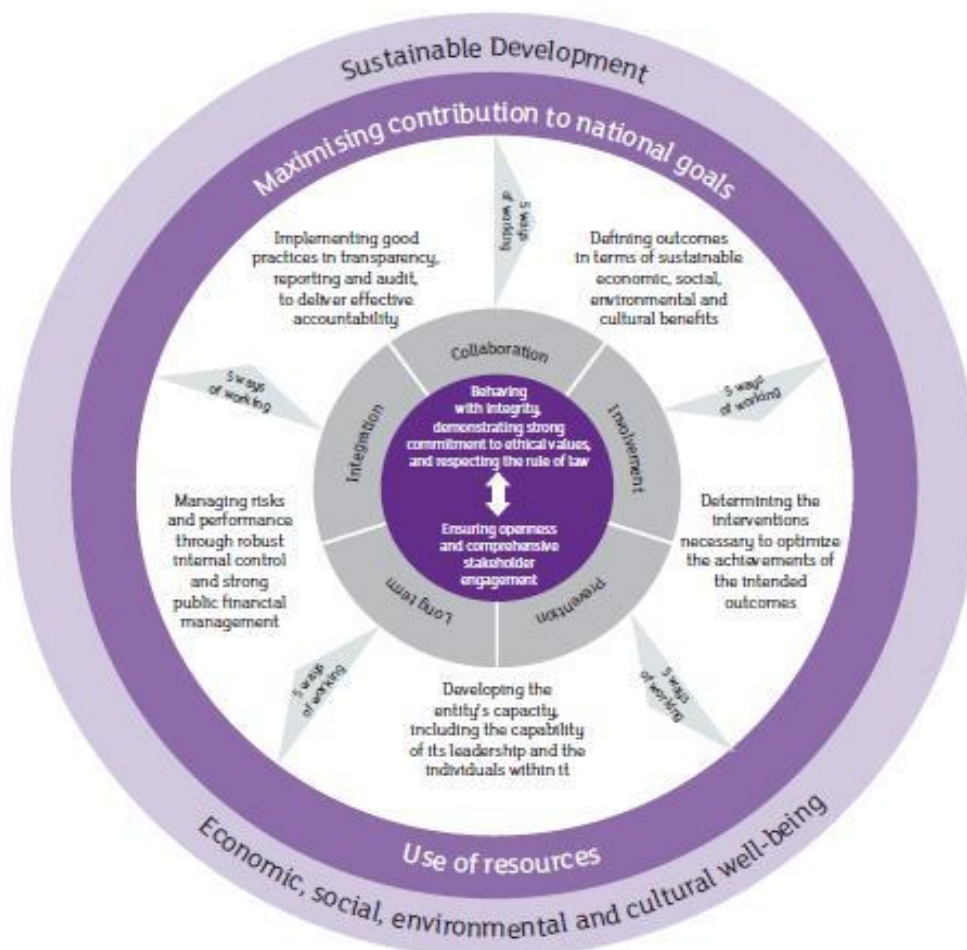 Sustainable Development
Maximising contribution to national goals
5 ways
of working
Implementing good
practices in transparency,
reporting and audit,
to deliver effective
accountability
Defining outcomes
in terms of sustainable
economic, social,
environmental and
cultural benefits
5 ways
of working
5 ways
of working
Collaboration
Integration
Involvement
Behaving
with integrity,
demonstrating strong
commitment to ethical values,
and respecting the rule of law
Ensuring openness
and comprehensive
stakeholder
engagement
Managing risks
and performance
through robust
internal control
and strong
public financial
management
Determining the
interventions
necessary to optimize
the achievements of
the intended
outcomes
Long term
Prevention
5 ways
of working
5 ways
of working
Developing the
entity's capacity,
including the capability
of its leadership and the
individuals within it
Use of resources
Economic, social, environmental and cultural well-being